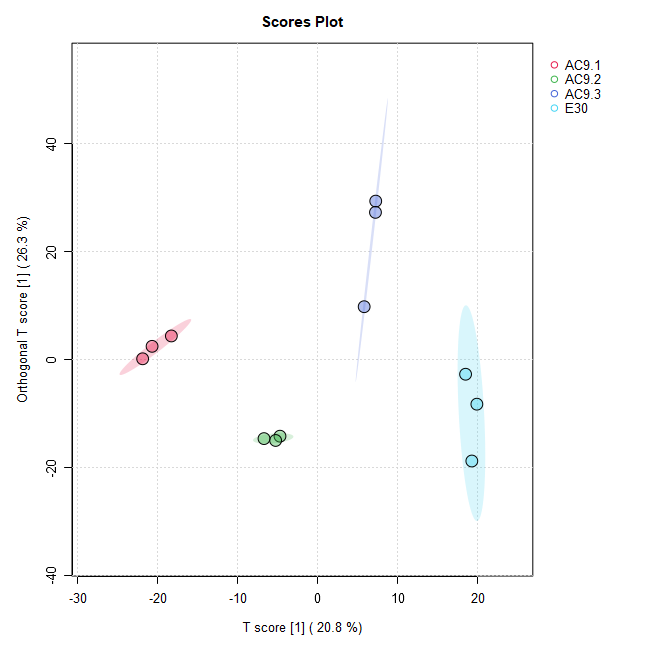 Scores Plot
AC9.1
AC9.2
AC9.3
E30
Orthogonal T score [1] ( 26.3 %)
40
20
0
-20
-40
-30 -20 -10 0 10 20
T score [1] ( 20.8 %)